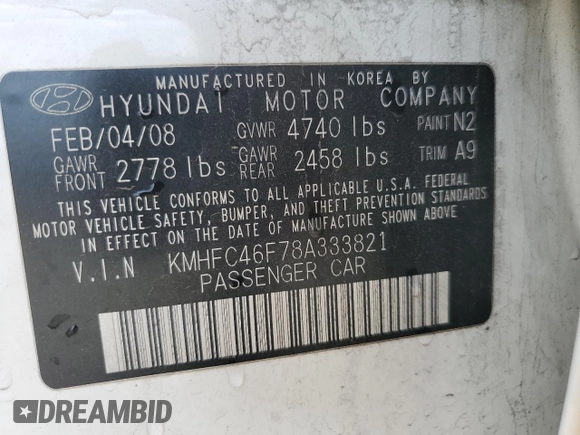 MANUFACTURED IN KOREA BY
HYUNDAI MOTOR COMPANY
FEB/04/08 GVWR 4740 lbs PAINT N2
GAWR FRONT 2778 lbs GAWR REAR 2458 lbs TRIM A9
THIS VEHICLE CONFORMS TO ALL APPLICABLE U.S.A. FEDERAL
MOTOR VEHICLE SAFETY, BUMPER, AND THEFT PREVENTION STANDARDS
IN EFFECT ON THE DATE OF MANUFACTURE SHOWN ABOVE.
V.I.N KMHFC46F78A333821
PASSENGER CAR
DREAMBID